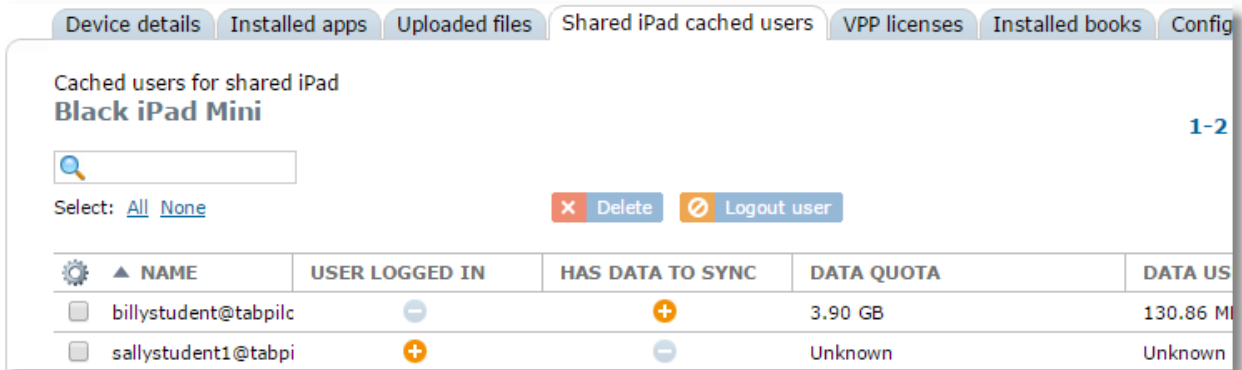 Device details Installed apps Uploaded files Shared iPad cached users VPP licenses Installed books Config
Cached users for shared iPad
Black iPad Mini
1-2
Select: All None
Delete Logout user
NAME USER LOGGED IN HAS DATA TO SYNC DATA QUOTA DATA US
billystudent@tabpilc 3.90 GB 130.86 M
sallystudent1@tabpi Unknown Unknown